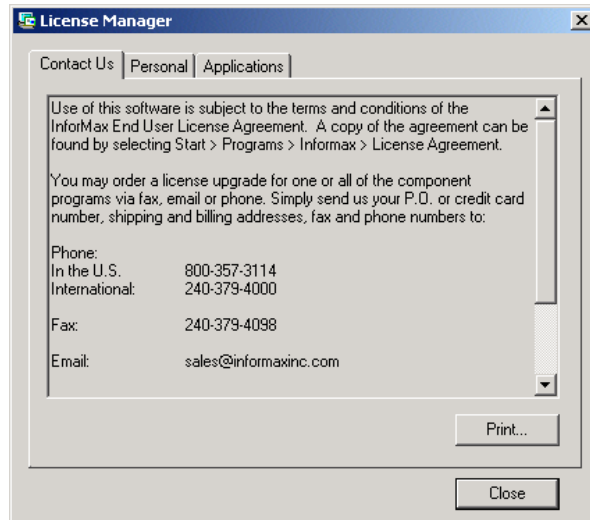 License Manager
Contact Us Personal Applications
Use of this software is subject to the terms and conditions of the
InforMax End User License Agreement. A copy of the agreement can be
found by selecting Start > Programs > Informax > License Agreement.
You may order a license upgrade for one or all of the component
programs via fax, email or phone. Simply send us your P.O. or credit card
number, shipping and billing addresses, fax and phone numbers to:
Phone:
In the U.S. 800-357-3114
International: 240-379-4000
Fax: 240-379-4098
Email: sales@informaxinc.com
Print...
Close